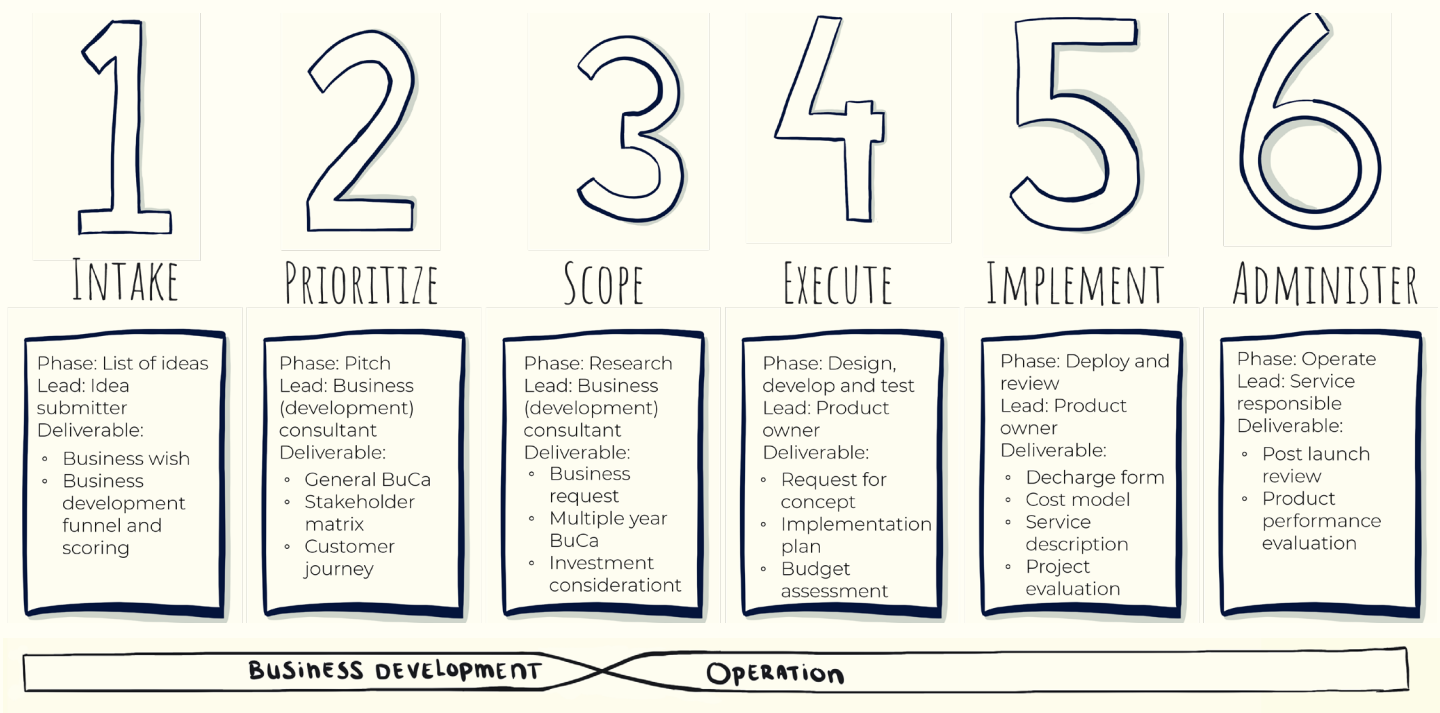 1
2
3
4
5
6
INTAKE
PRIORITIZE
SCOPE
EXECUTE
IMPLEMENT
ADMINISTER
Phase: List of ideas
Lead: Idea
submitter
Deliverable:
◦ Business wish
◦ Business
development
funnel and
scoring
Phase: Pitch
Lead: Business
(development)
consultant
Deliverable:
◦ General BuCa
◦ Stakeholder
matrix
◦ Customer
journey
Phase: Research
Lead: Business
(development)
consultant
Deliverable:
◦ Business
request
◦ Multiple year
BuCa
◦ Investment
considerationt
Phase: Design,
develop and test
Lead: Product
owner
Deliverable:
◦ Request for
concept
◦ Implementation
plan
◦ Budget
assessment
Phase: Deploy and
review
Lead: Product
owner
Deliverable:
◦ Decharge form
◦ Cost model
◦ Service
description
◦ Project
evaluation
Phase: Operate
Lead: Service
responsible
Deliverable:
◦ Post launch
review
◦ Product
performance
evaluation
BUSINESS DEVELOPMENT
OPERATION